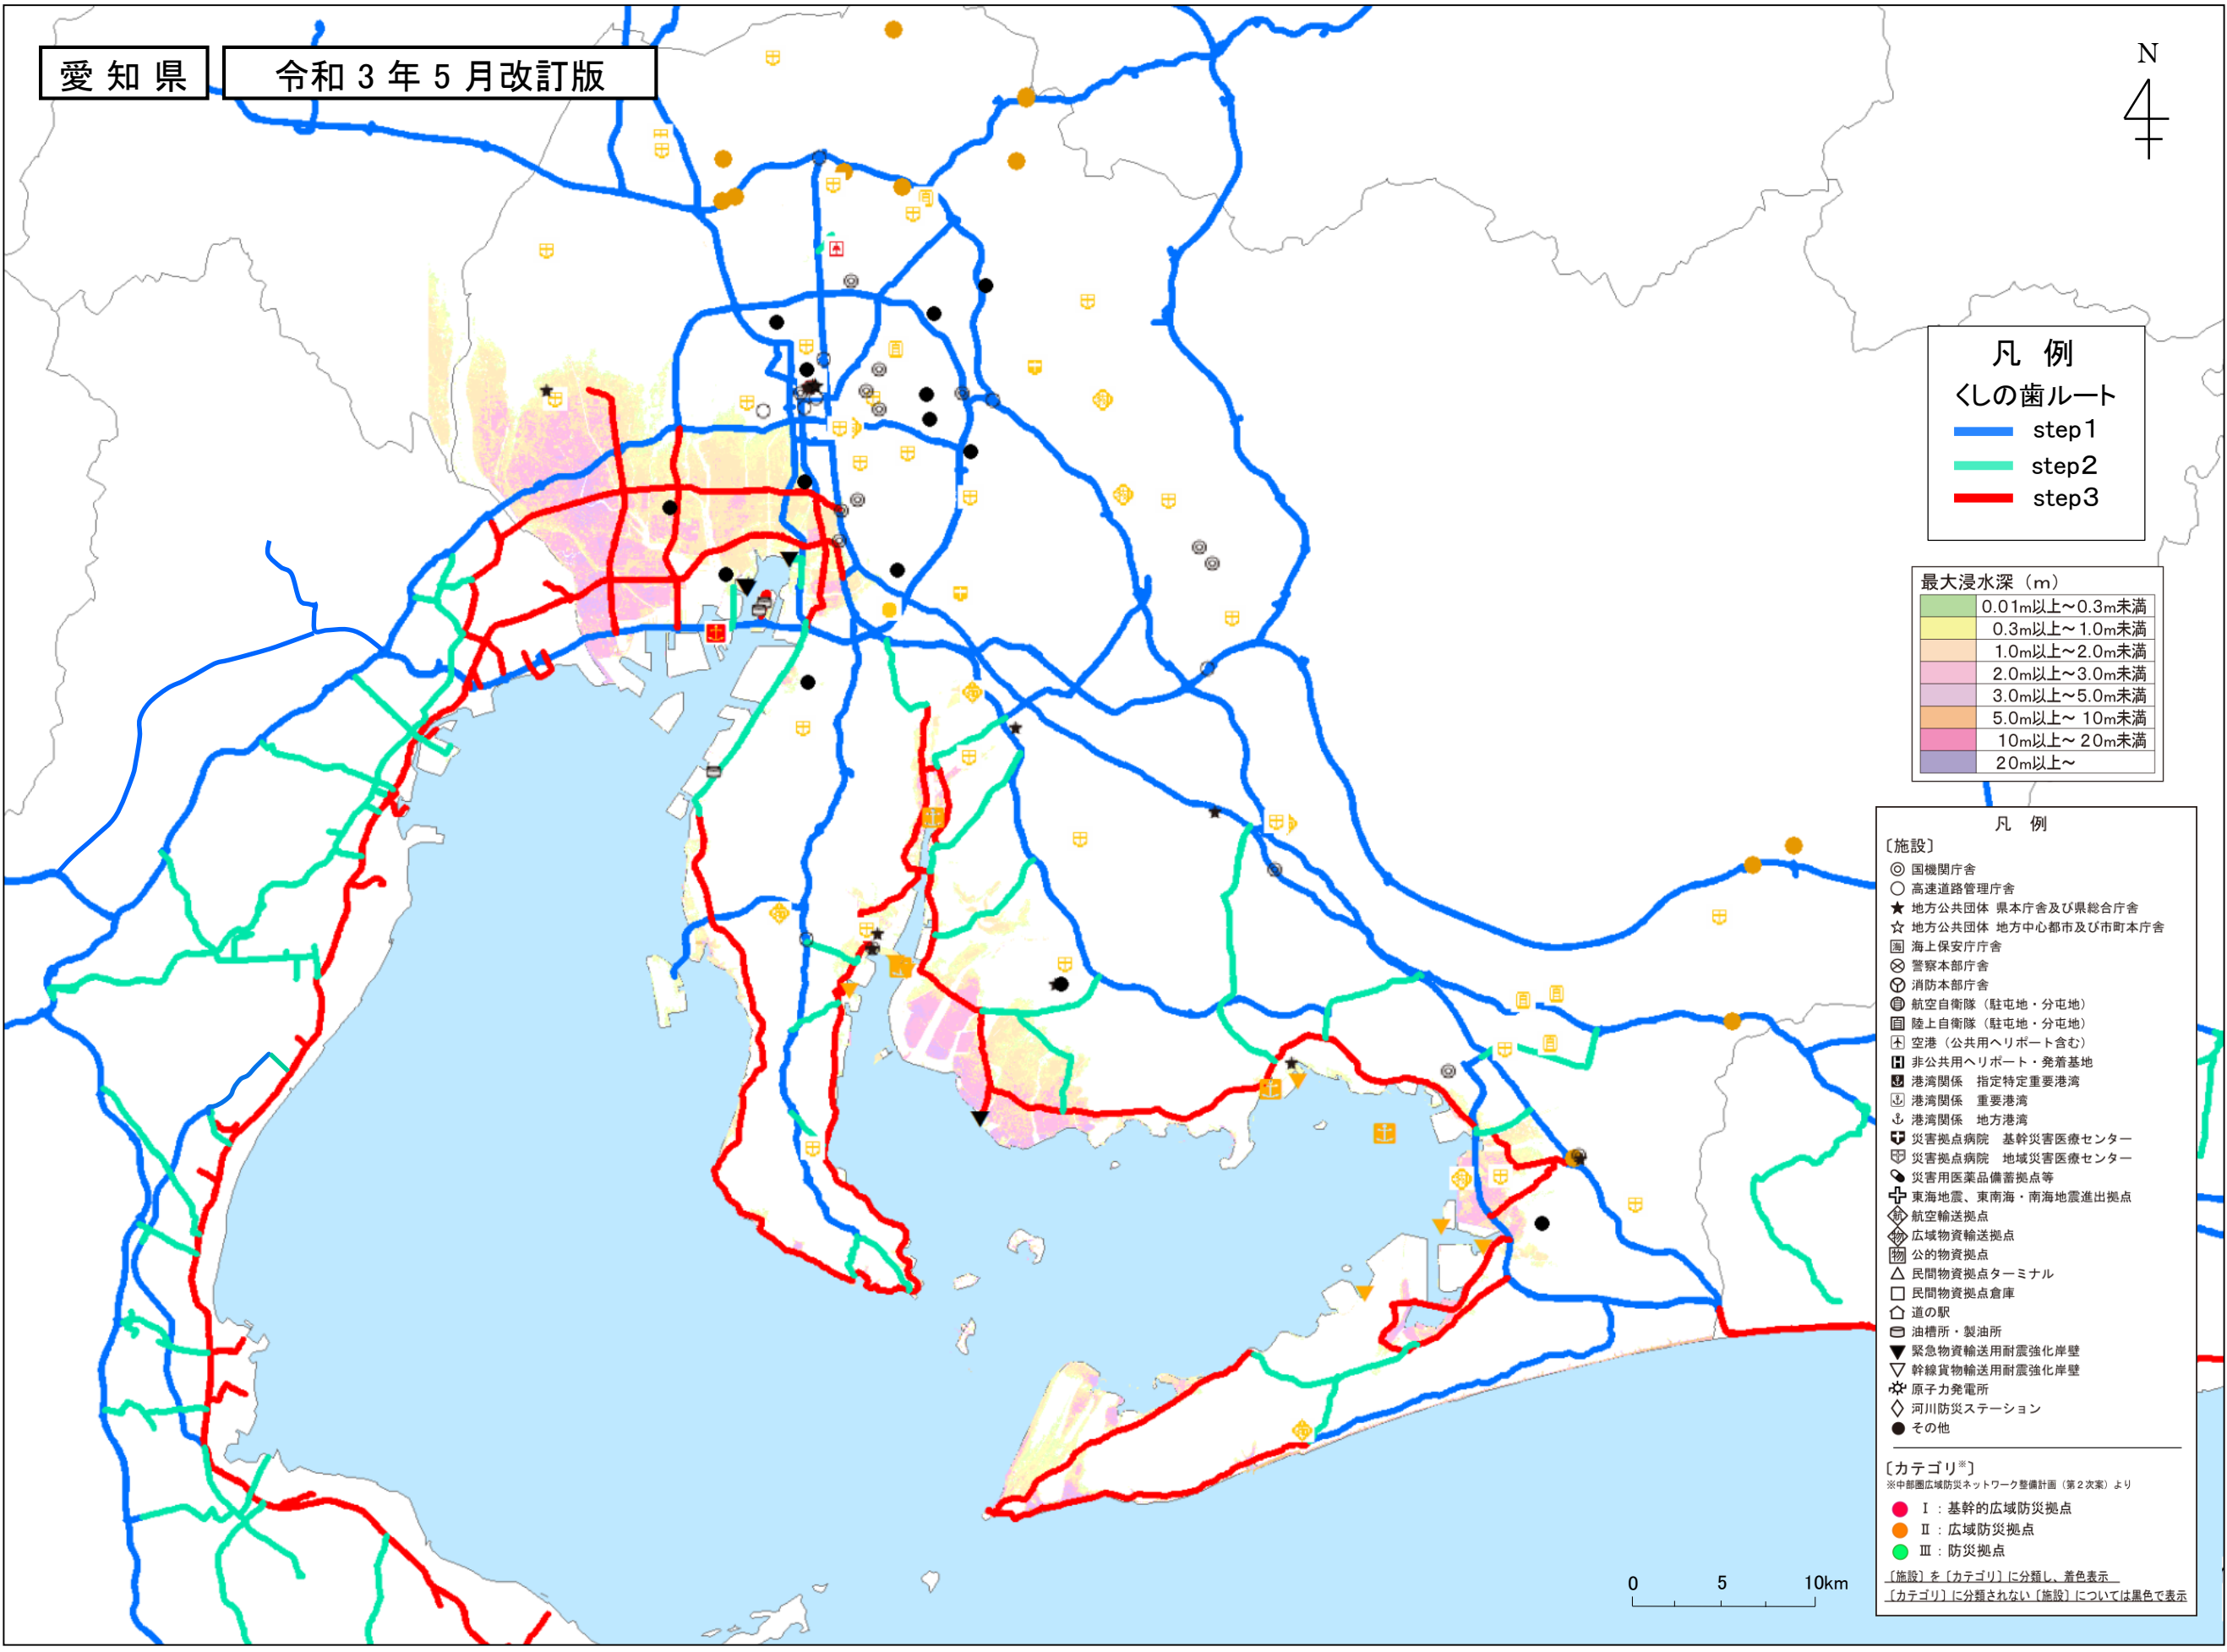 愛知県
令和3年5月改訂版
N
凡 例
くしの歯ルート
step1
step2
step3
最大浸水深（m）
0.01m以上～0.3m未満
0.3m以上～1.0m未満
1.0m以上～2.0m未満
2.0m以上～3.0m未満
3.0m以上～5.0m未満
5.0m以上～ 10m未満
10m以上～ 20m未満
20m以上～
凡 例
〔施設〕
国機関庁舎
高速道路管理庁舎
地方公共団体 県本庁舎及び県総合庁舎
地方公共団体 地方中心都市及び市町本庁舎
海上保安庁庁舎
警察本部庁舎
消防本部庁舎
航空自衛隊（駐屯地・分屯地）
陸上自衛隊（駐屯地・分屯地）
空港（公共用ヘリポート含む）
非公共用ヘリポート・発着基地
港湾関係 指定特定重要港湾
港湾関係 重要港湾
港湾関係 地方港湾
災害拠点病院 基幹災害医療センター
災害拠点病院 地域災害医療センター
災害用医薬品備蓄拠点等
東海地震、東南海・南海地震進出拠点
航空輸送拠点
広域物資輸送拠点
物 公的物資拠点
民間物資拠点ターミナル
民間物資拠点倉庫
道の駅
油槽所・製油所
緊急物資輸送用耐震強化岸壁
幹線貨物輸送用耐震強化岸壁
原子力発電所
河川防災ステーション
その他
〔カテゴリ※〕
※中部圏広域防災ネットワーク整備計画（第２次案）より
Ⅰ：基幹的広域防災拠点
Ⅱ：広域防災拠点
Ⅲ：防災拠点
〔施設〕を〔カテゴリ〕に分類し、着色表示
〔カテゴリ〕に分類されない〔施設〕については黒色で表示
0 5 10km